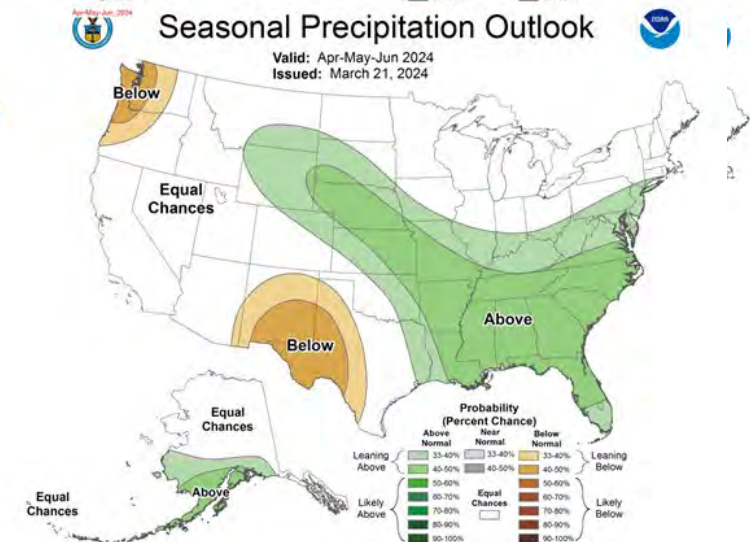 Apr-May-Jun, 2024
Seasonal Precipitation Outlook
NOAA
Valid: Apr-May-Jun 2024
Issued: March 21, 2024
Below
Equal
Chances
Above
Below
Equal
Chances
Above
Equal
Chances
Probability
(Percent Chance)
Above Normal
Near Normal
Below Normal
Leaning Above
33-40%
33-40%
33-40%
Leaning Below
40-50%
40-50%
40-50%
Likely Above
50-60%
50-60%
Likely Below
60-70%
60-70%
70-80%
Equal Chances
70-80%
80-90%
80-90%
90-100%
90-100%